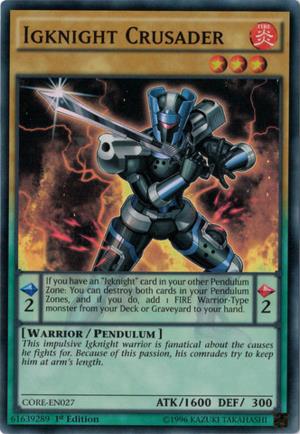 IGKNIGHT CRUSADER
FIRE
炎
If you have an "Igknight" card in your other Pendulum
Zone: You can destroy both cards in your Pendulum
Zones, and if you do, add 1 FIRE Warrior-Type
monster from your Deck or Graveyard to your hand.
2
2
[WARRIOR / PENDULUM]
This impulsive Igknight warrior is fanatical about the causes
he fights for. Because of this passion, his comrades try to keep
him at arm's length.
CORE-EN027
ATK/1600 DEF/ 300
61639289 1st Edition
©1996 KAZUKI TAKAHASHI